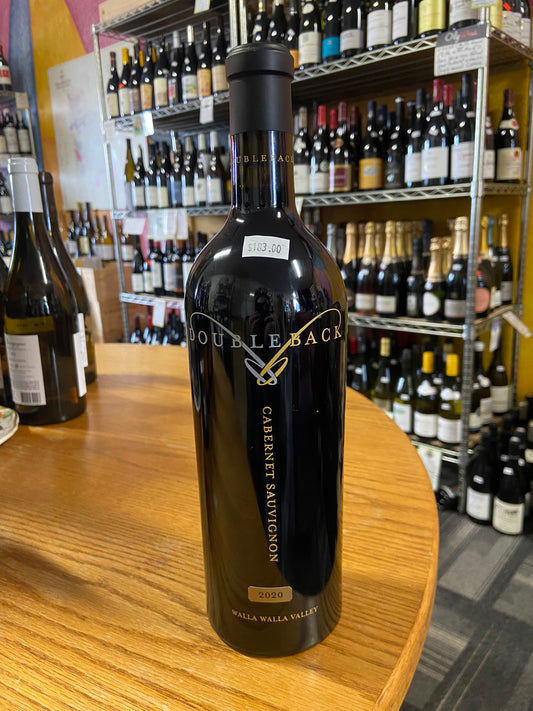 DOUBLEBACK
$183.00
DOUBLEBACK
CABERNET SAUVIGNON
2020
WALLA WALLA VALLEY